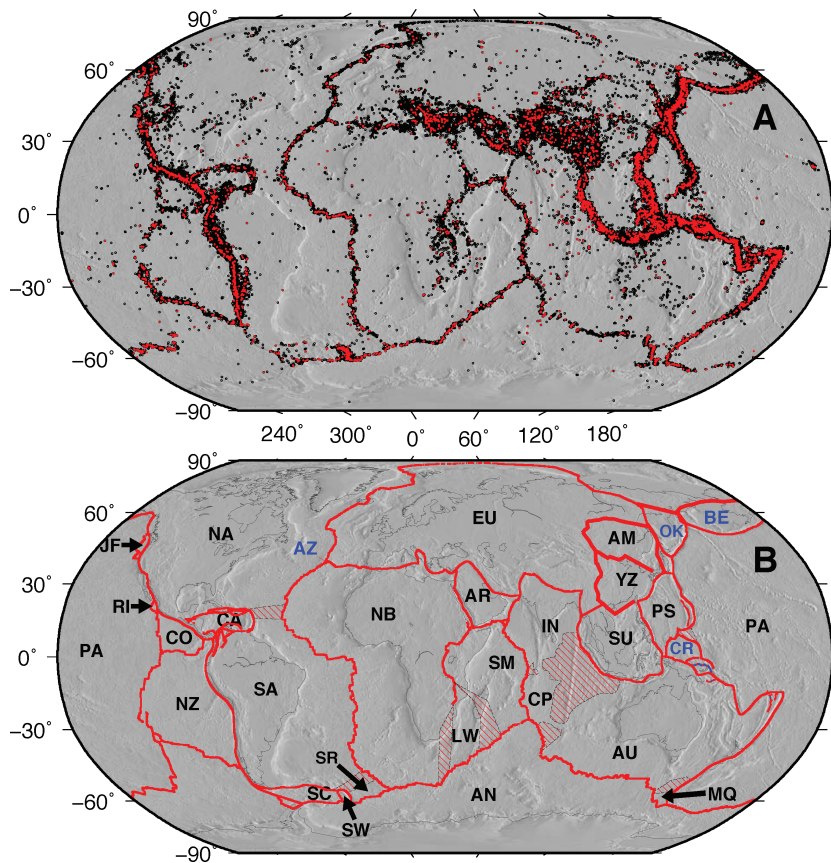 90°
60°
A
30°
0°
−30°
−60°
−90°
240° 300° 0° 60° 120° 180°
90°
60°
NA EU BE
OK
JF AZ AM
B
30° YZ
RI AR
CA NB PS
CO IN SU
PA PA
0° SM CR
SA
NZ CP
−30° LW
AU
SR
SC AN MQ
−60°
SW
−90°